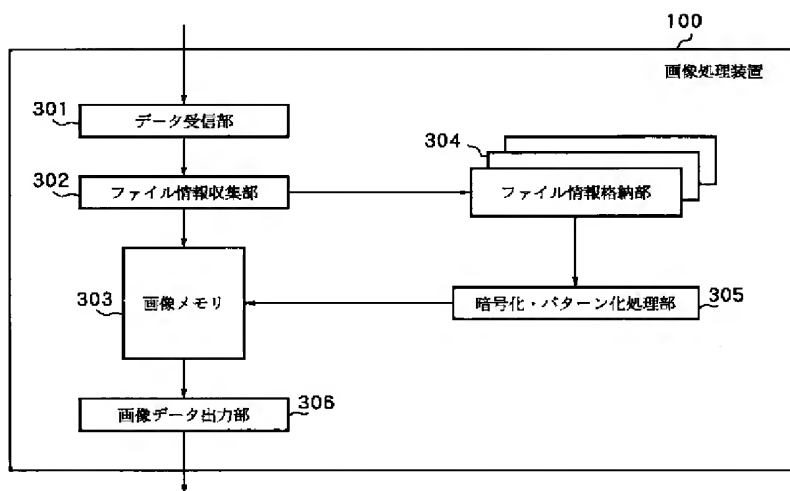 100
画像処理装置
301
データ受信部
304
302
ファイル情報収集部
ファイル情報格納部
303
画像メモリ
暗号化・パターン化処理部
305
画像データ出力部
306